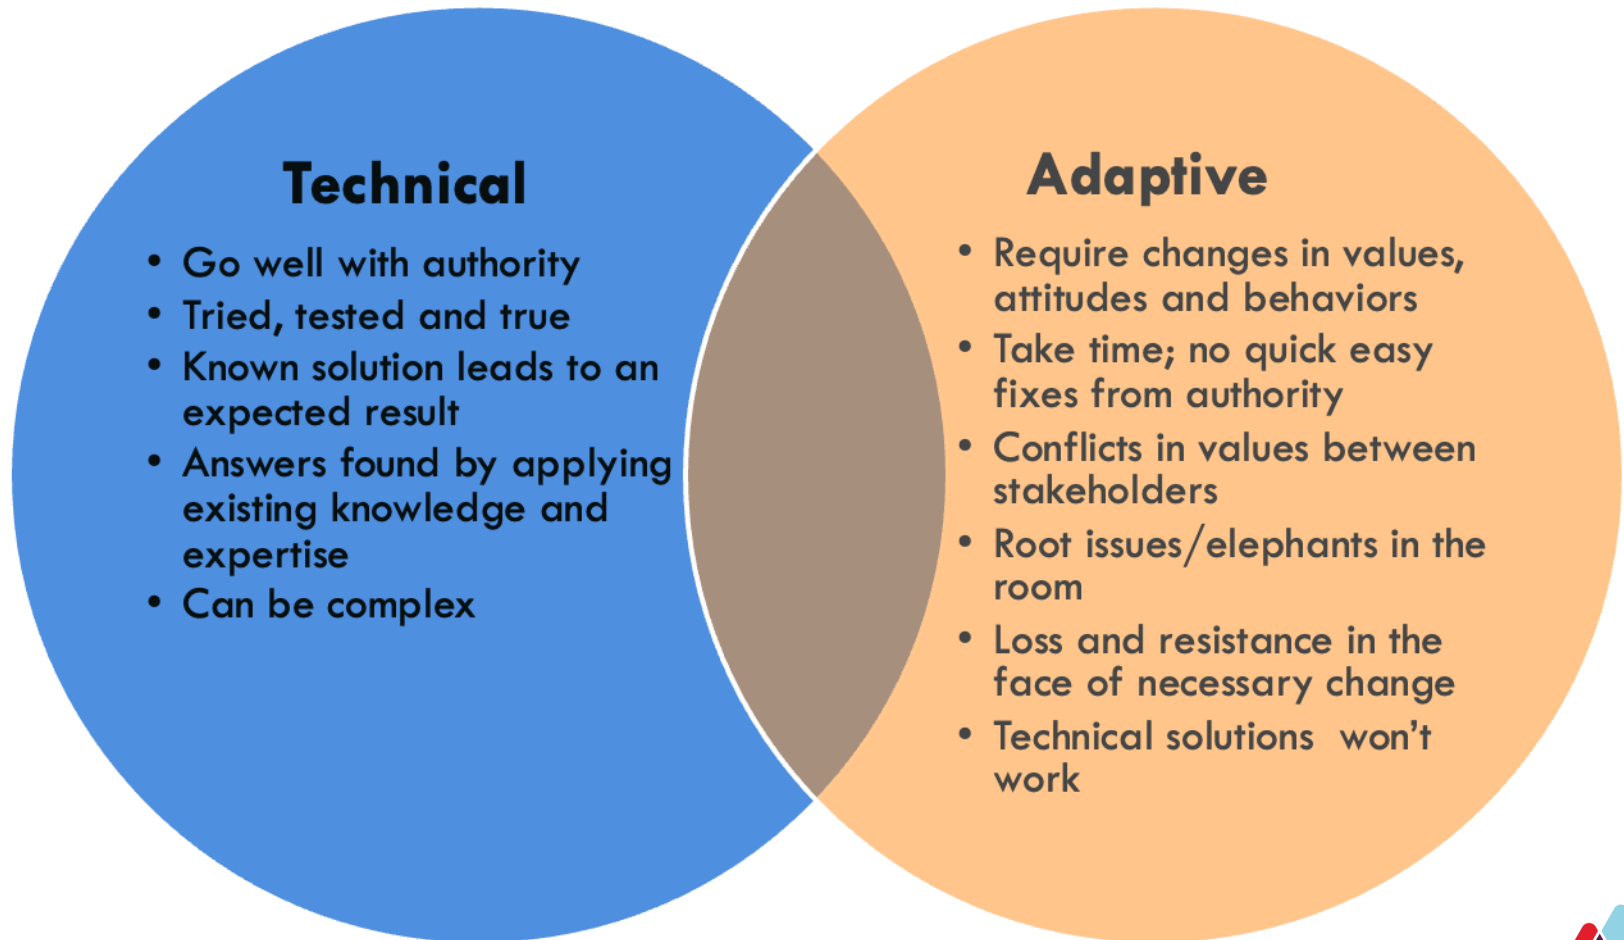 Technical
• Go well with authority
• Tried, tested and true
• Known solution leads to an
expected result
• Answers found by applying
existing knowledge and
expertise
• Can be complex
Adaptive
• Require changes in values,
attitudes and behaviors
• Take time; no quick easy
fixes from authority
• Conflicts in values between
stakeholders
• Root issues/elephants in the
room
• Loss and resistance in the
face of necessary change
• Technical solutions  won't
work